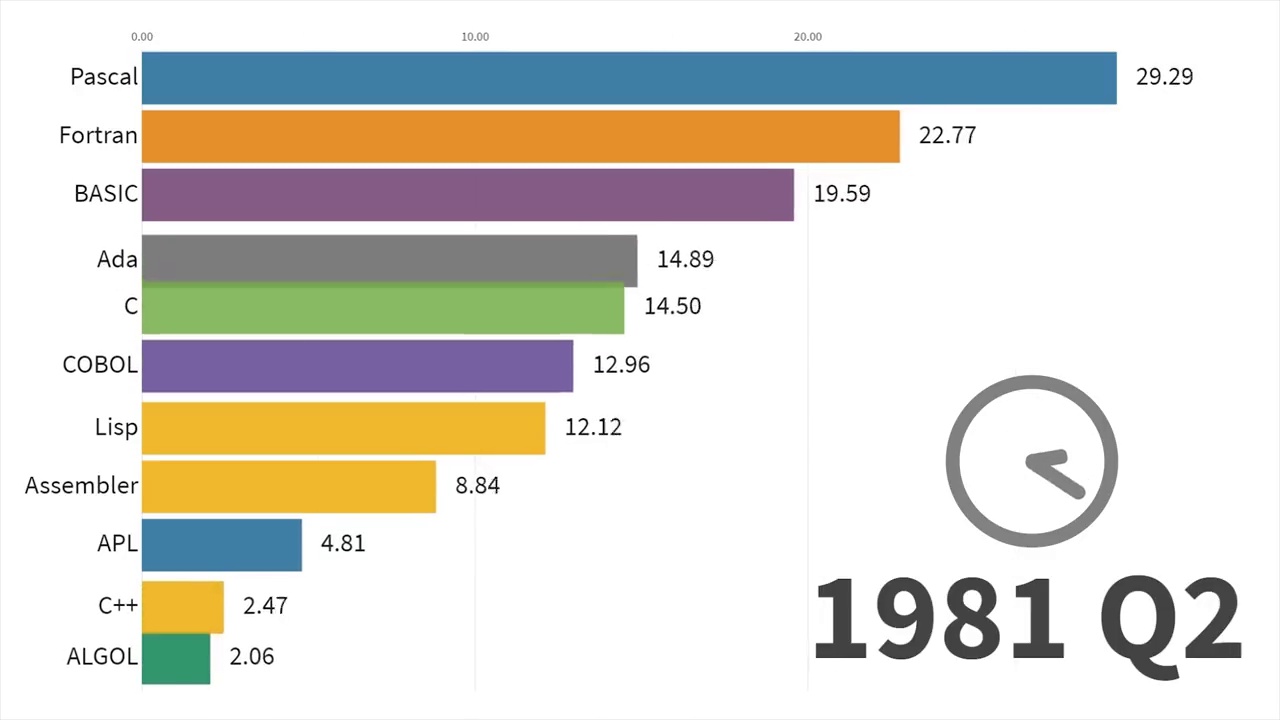 0.00 10.00 20.00
Pascal 29.29
Fortran 22.77
BASIC 19.59
Ada 14.89
C 14.50
COBOL 12.96
Lisp 12.12
Assembler 8.84
APL 4.81
C++ 2.47
ALGOL 2.06
1981 Q2